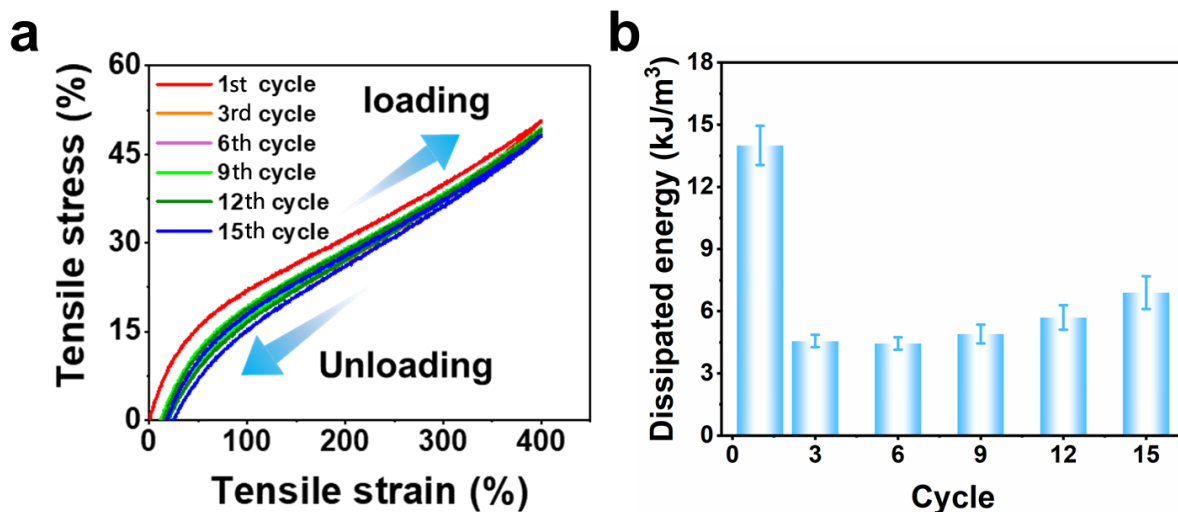 a
Tensile stress (%)
60
45
30
15
0
1st cycle
3rd cycle
6th cycle
9th cycle
12th cycle
15th cycle
loading
Unloading
0 100 200 300 400
Tensile strain (%)
b
Dissipated energy (kJ/m³)
18
15
12
9
6
3
0
0 3 6 9 12 15
Cycle